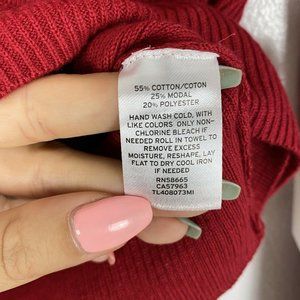 55% COTTON/COTON
25% MODAL
20% POLYESTER
HAND WASH COLD, WITH
LIKE COLORS ONLY NON-
CHLORINE BLEACH IF
NEEDED ROLL IN TOWEL TO
REMOVE EXCESS
MOISTURE, RESHAPE, LAY
FLAT TO DRY COOL IRON
IF NEEDED
RN58665
CA57963
TL408073MI